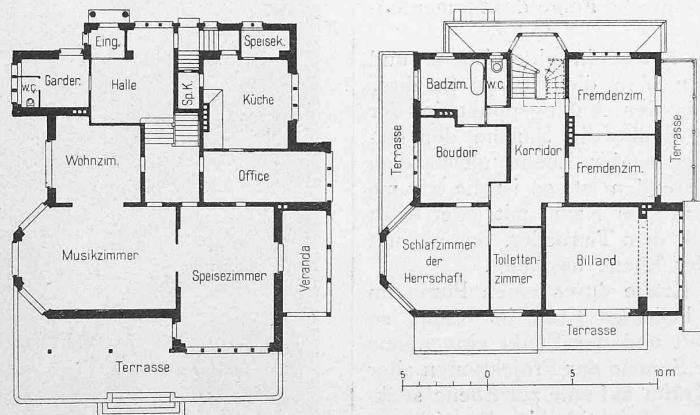 Eing.
Speisek.
W.C.
Garder.
Halle
Sp.K.
Küche
Wohnzim.
Office
Musikzimmer
Speisezimmer
Veranda
Terrasse
Badzim.
W.C.
Fremdenzim.
Terrasse
Boudoir
Korridor
Fremdenzim.
Terrasse
Schlafzimmer
der
Herrschaft.
Toiletten-
zimmer
Billard
Terrasse
5 0 5 10 m